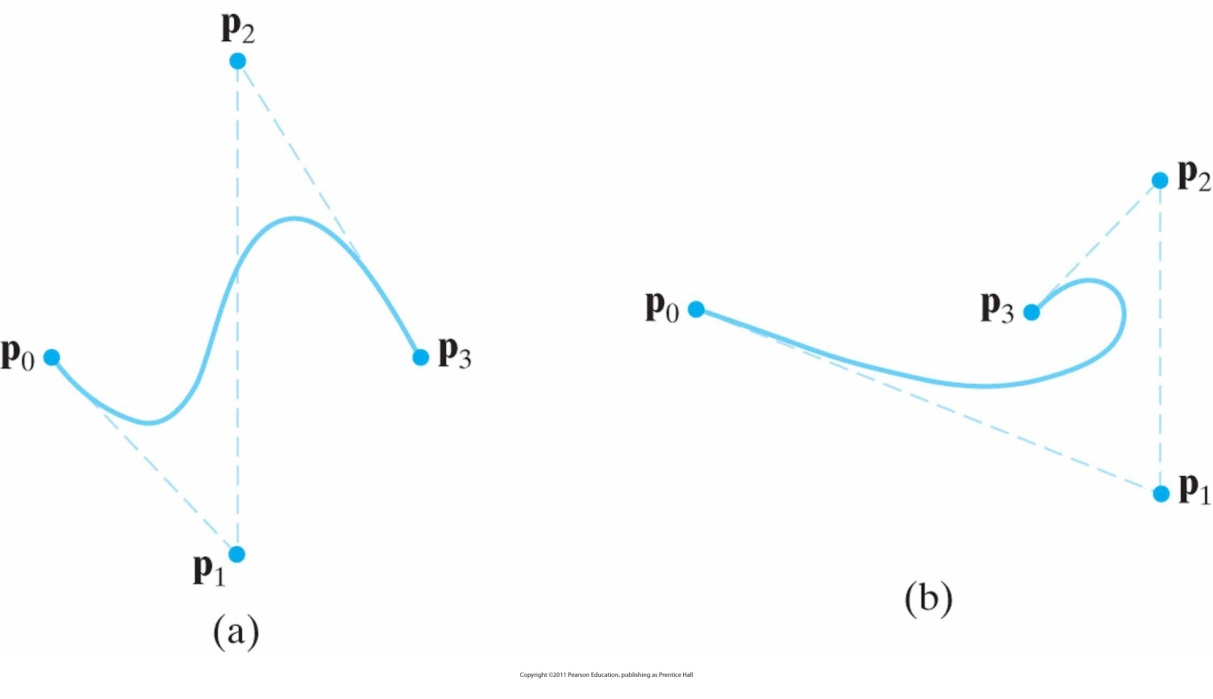 p2
p2
p0
p3
p0
p3
p1
p1
(a)
(b)
Copyright ©2011 Pearson Education, publishing as Prentice Hall